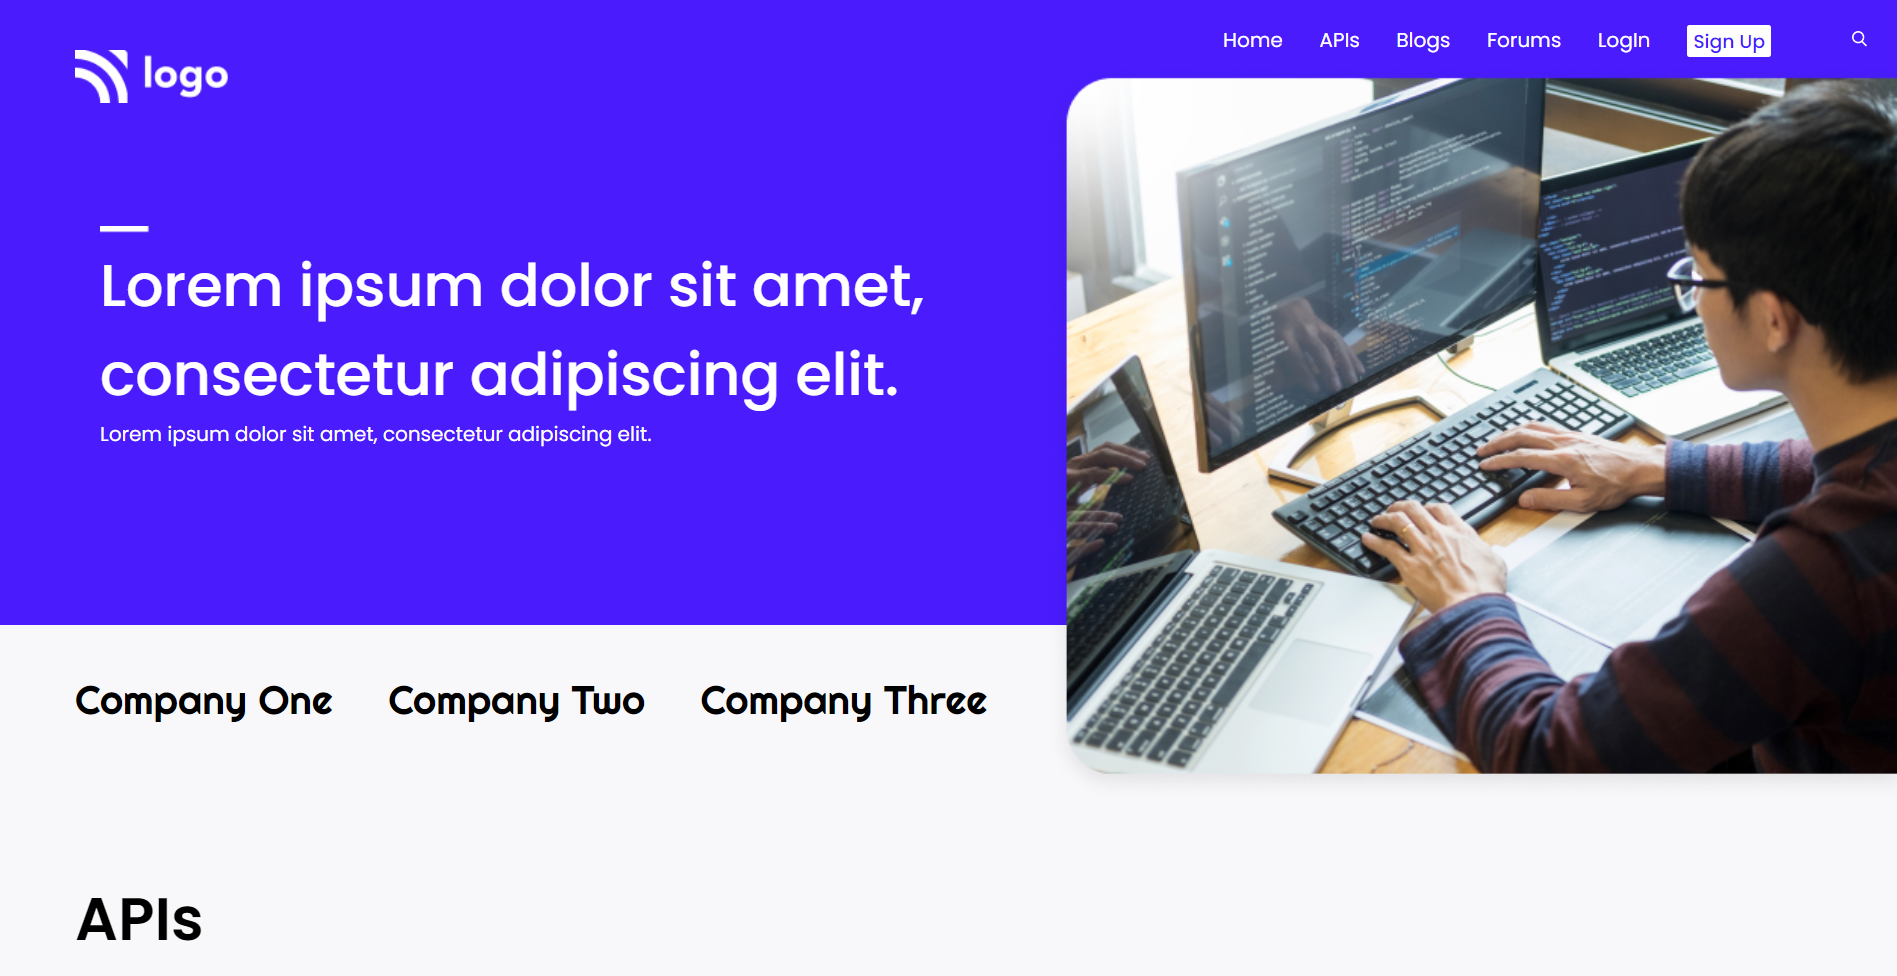 Home APIs Blogs Forums LogIn Sign Up
logo
Lorem ipsum dolor sit amet,
consectetur adipiscing elit.
Lorem ipsum dolor sit amet, consectetur adipiscing elit.
Company One Company Two Company Three
APIs